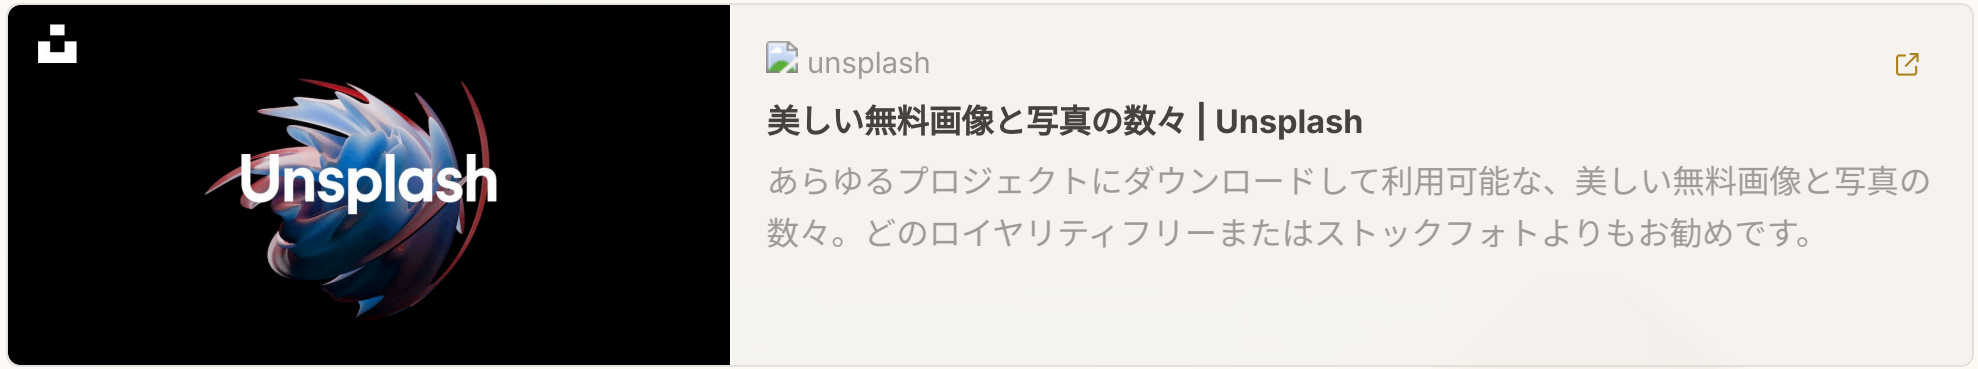 Unsplash
unsplash
美しい無料画像と写真の数々 | Unsplash
あらゆるプロジェクトにダウンロードして利用可能な、美しい無料画像と写真の
数々。どのロイヤリティフリーまたはストックフォトよりもお勧めです。